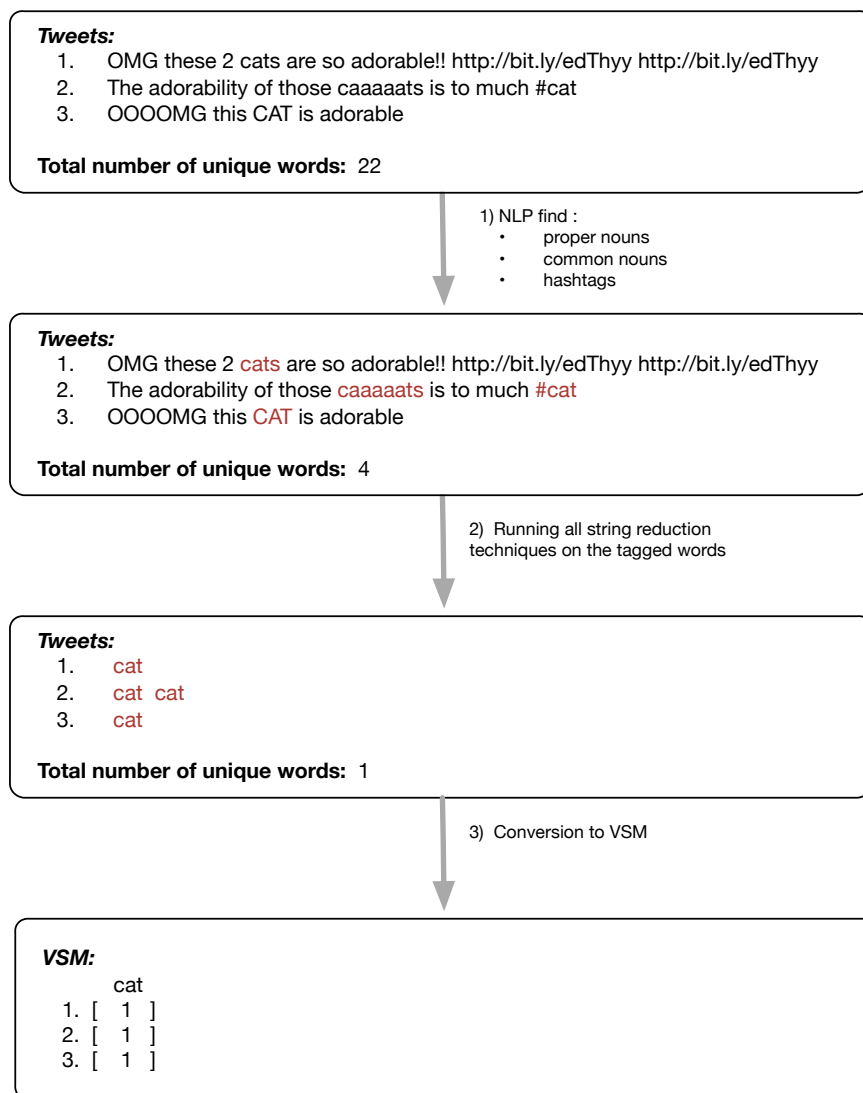 Tweets:
1. OMG these 2 cats are so adorable!! http://bit.ly/edThyy http://bit.ly/edThyy
2. The adorability of those caaaaats is to much #cat
3. OOOOMG this CAT is adorable
Total number of unique words: 22
1) NLP find :
• proper nouns
• common nouns
• hashtags
Tweets:
1. OMG these 2 cats are so adorable!! http://bit.ly/edThyy http://bit.ly/edThyy
2. The adorability of those caaaaats is to much #cat
3. OOOOMG this CAT is adorable
Total number of unique words: 4
2) Running all string reduction
techniques on the tagged words
Tweets:
1. cat
2. cat cat
3. cat
Total number of unique words: 1
3) Conversion to VSM
VSM:
cat
1. [ 1 ]
2. [ 1 ]
3. [ 1 ]